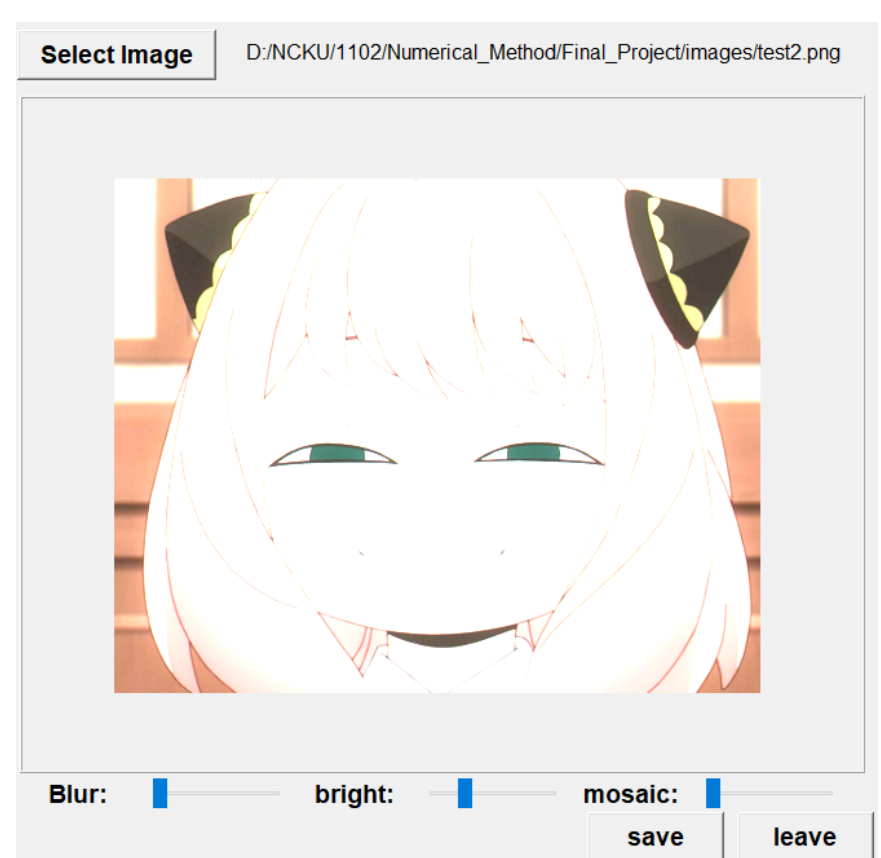 Select Image D:/NCKU/1102/Numerical_Method/Final_Project/images/test2.png
Blur: bright: mosaic:
save leave